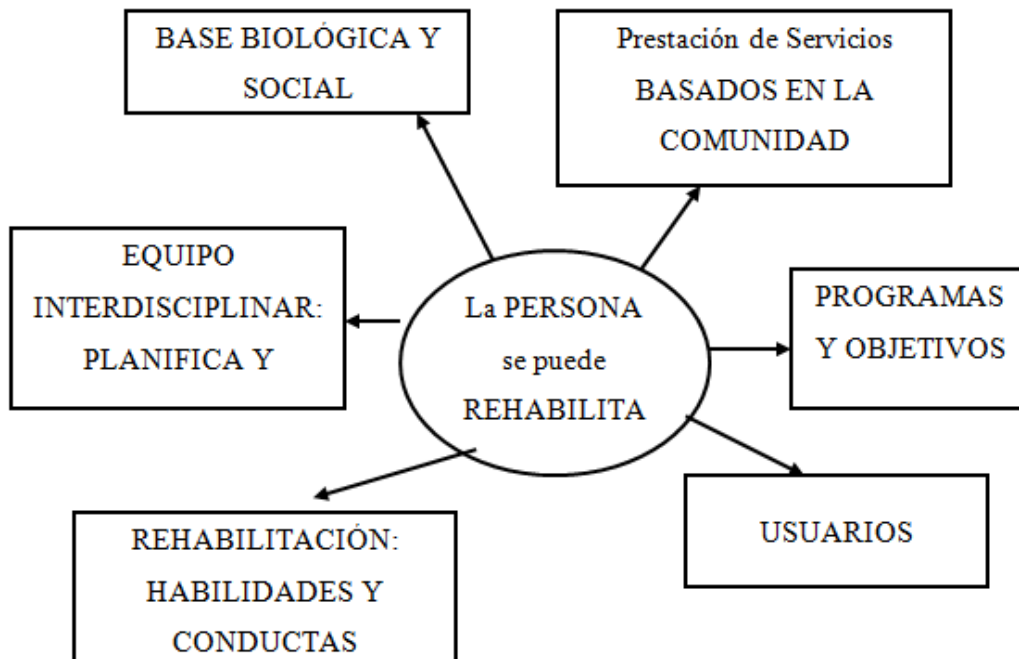 BASE BIOLÓGICA Y
SOCIAL
Prestación de Servicios
BASADOS EN LA
COMUNIDAD
EQUIPO
INTERDISCIPLINAR:
PLANIFICA Y
La PERSONA
se puede
REHABILITA
PROGRAMAS
Y OBJETIVOS
REHABILITACIÓN:
HABILIDADES Y
CONDUCTAS
USUARIOS